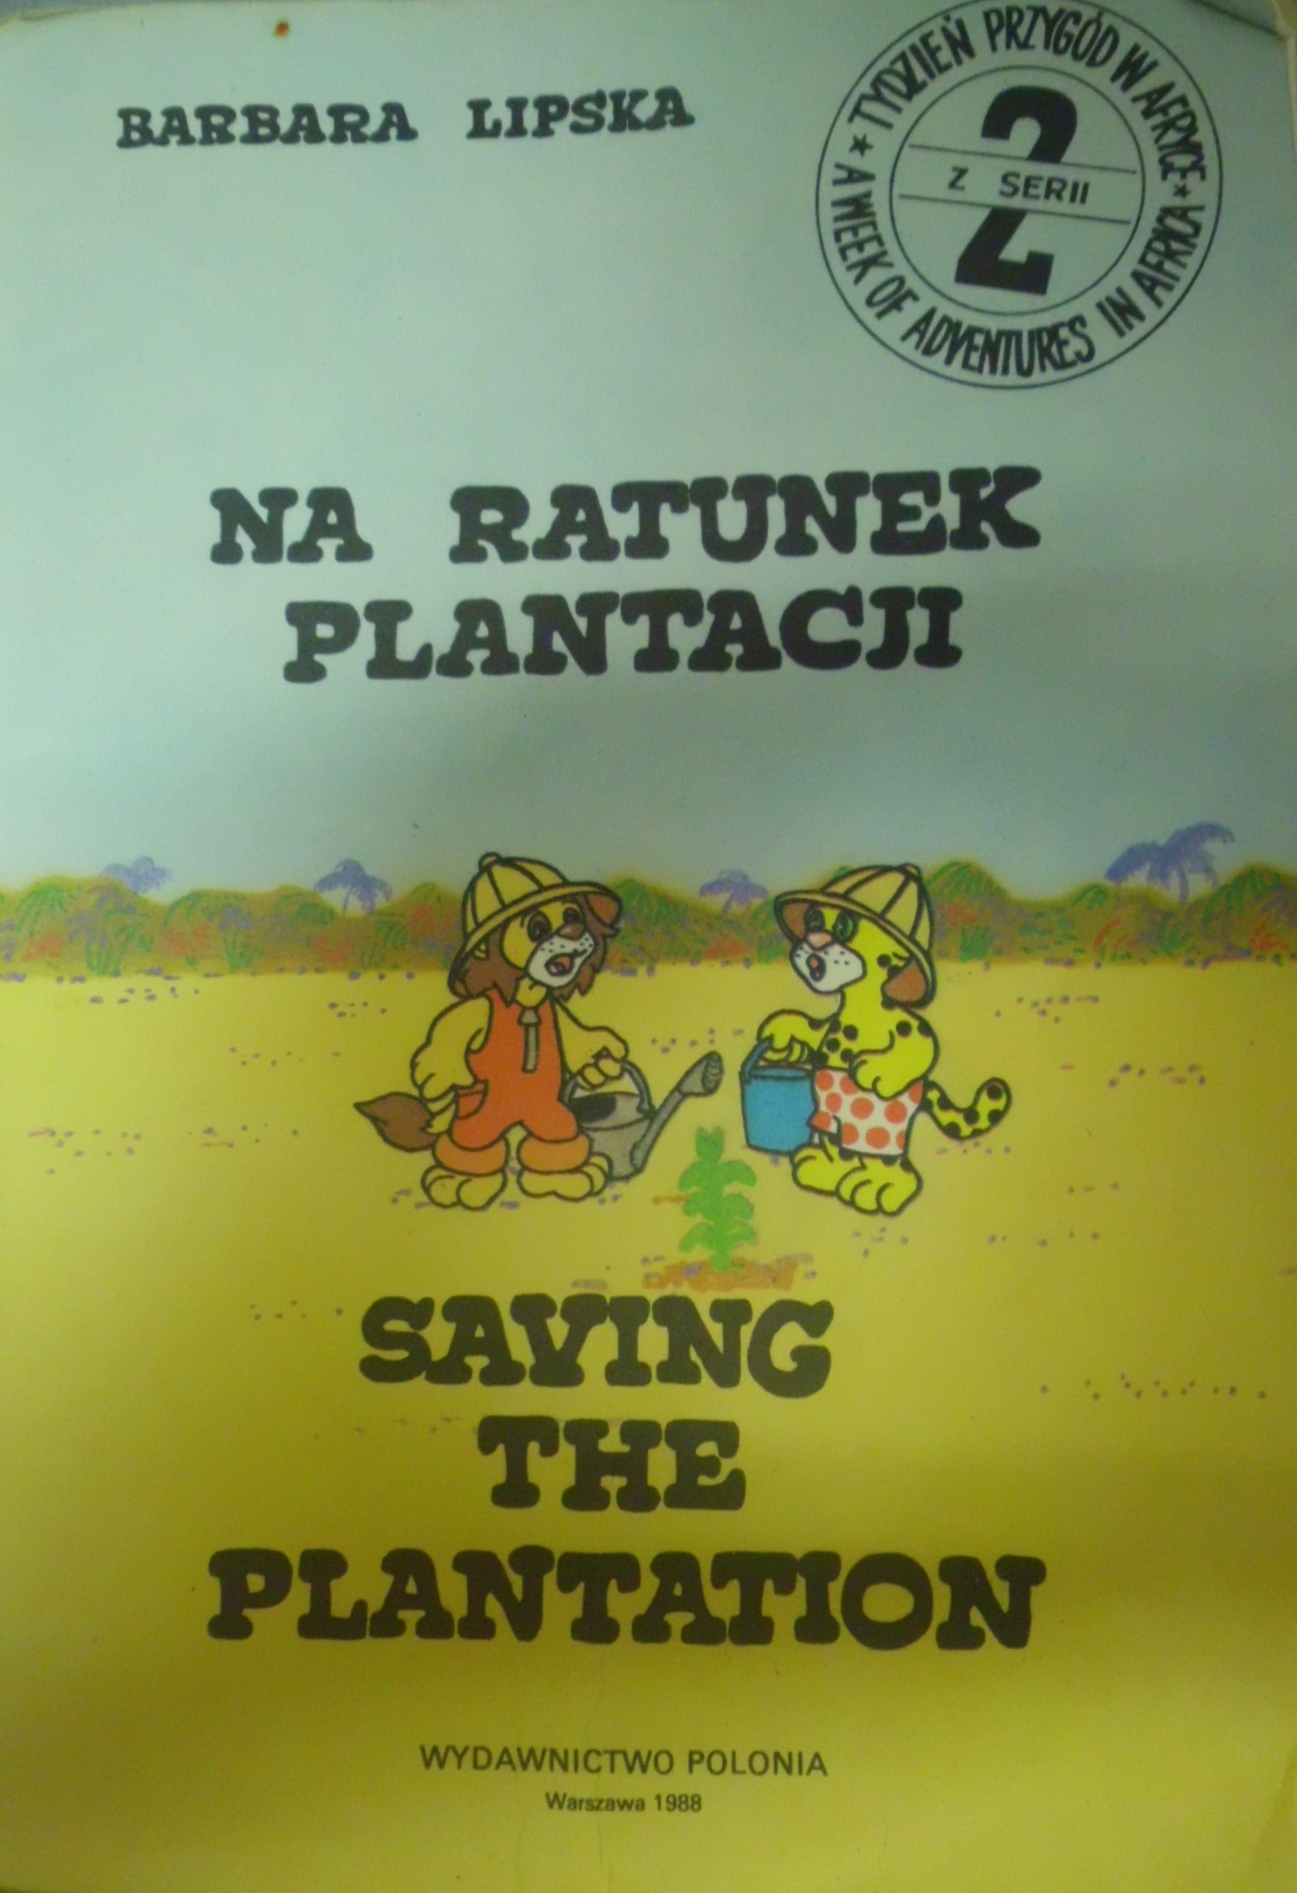 BARBARA LIPSKA
★ TYDZIEŃ PRZYGÓD W AFRYCE ★
A WEEK OF ADVENTURES IN AFRICA
2
Z SERII
NA RATUNEK
PLANTACJI
SAVING
THE
PLANTATION
WYDAWNICTWO POLONIA
Warszawa 1988